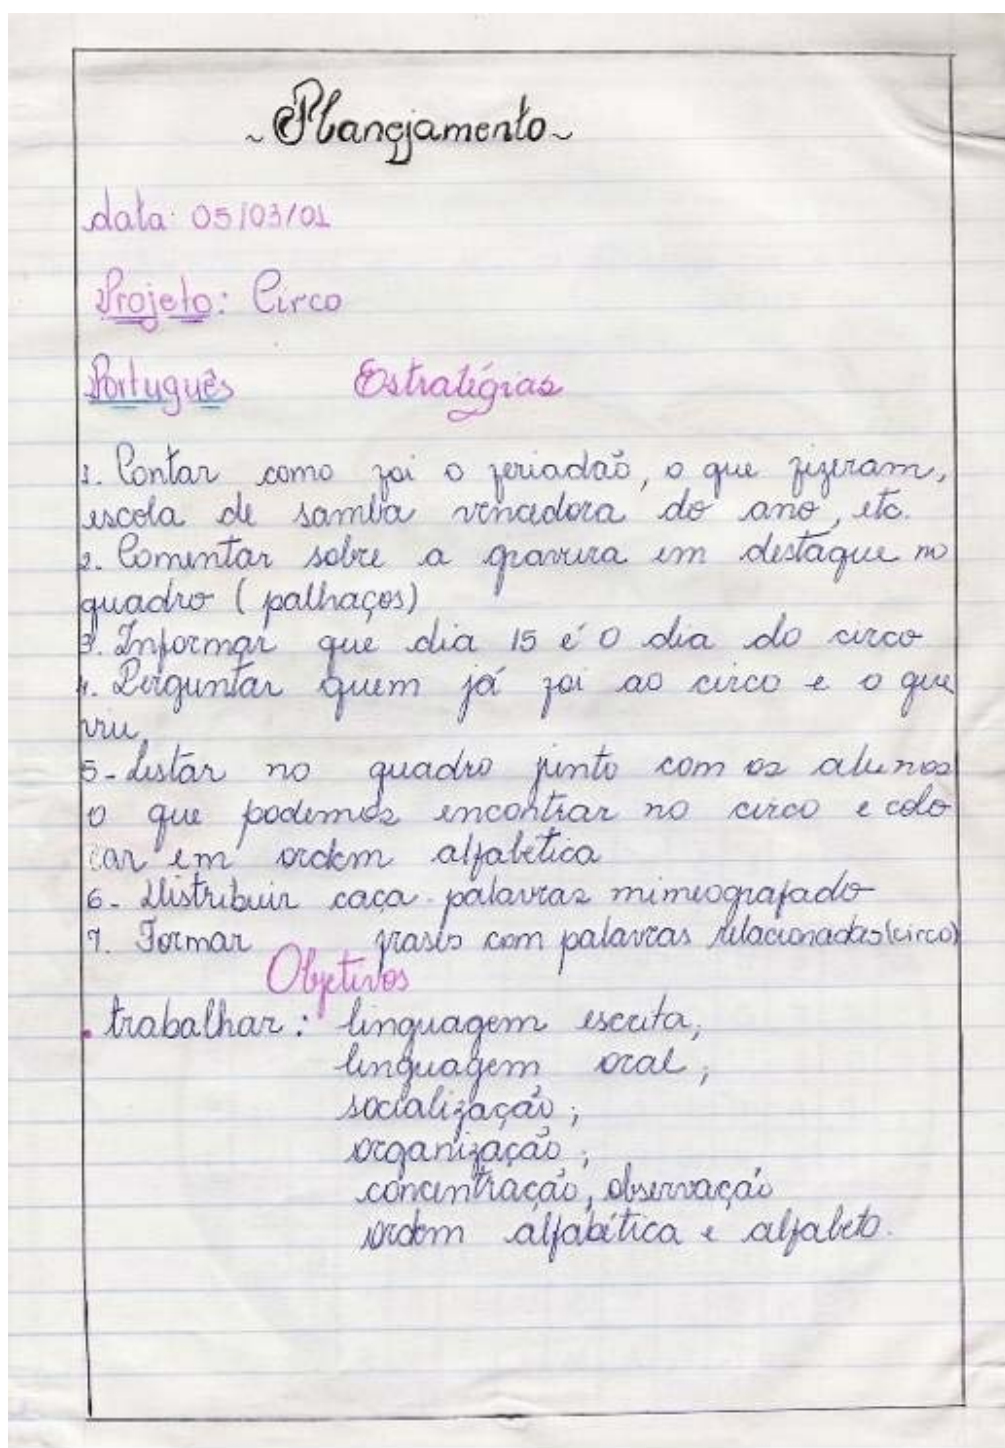 ~ Planejamento ~
data: 05/03/01
Projeto: Circo
Português Estratégias
1. Contar como foi o feriadão, o que fizeram,
escola de samba vencedora do ano, etc.
2. Comentar sobre a gravura em destaque no
quadro (palhaços)
3. Informar que dia 15 é o dia do circo
4. Perguntar quem já foi ao circo e o que
viu.
5- Listar no quadro junto com os alunos
o que podemos encontrar no circo e colo
car em ordem alfabetica
6- Distribuir caça-palavras mimeografado
7. Formar frases com palavras relacionadas (circo)
Objetivos
. trabalhar: linguagem escrita,
linguagem oral;
socialização;
organização;
concentração, observação
ordem alfabética e alfabeto.